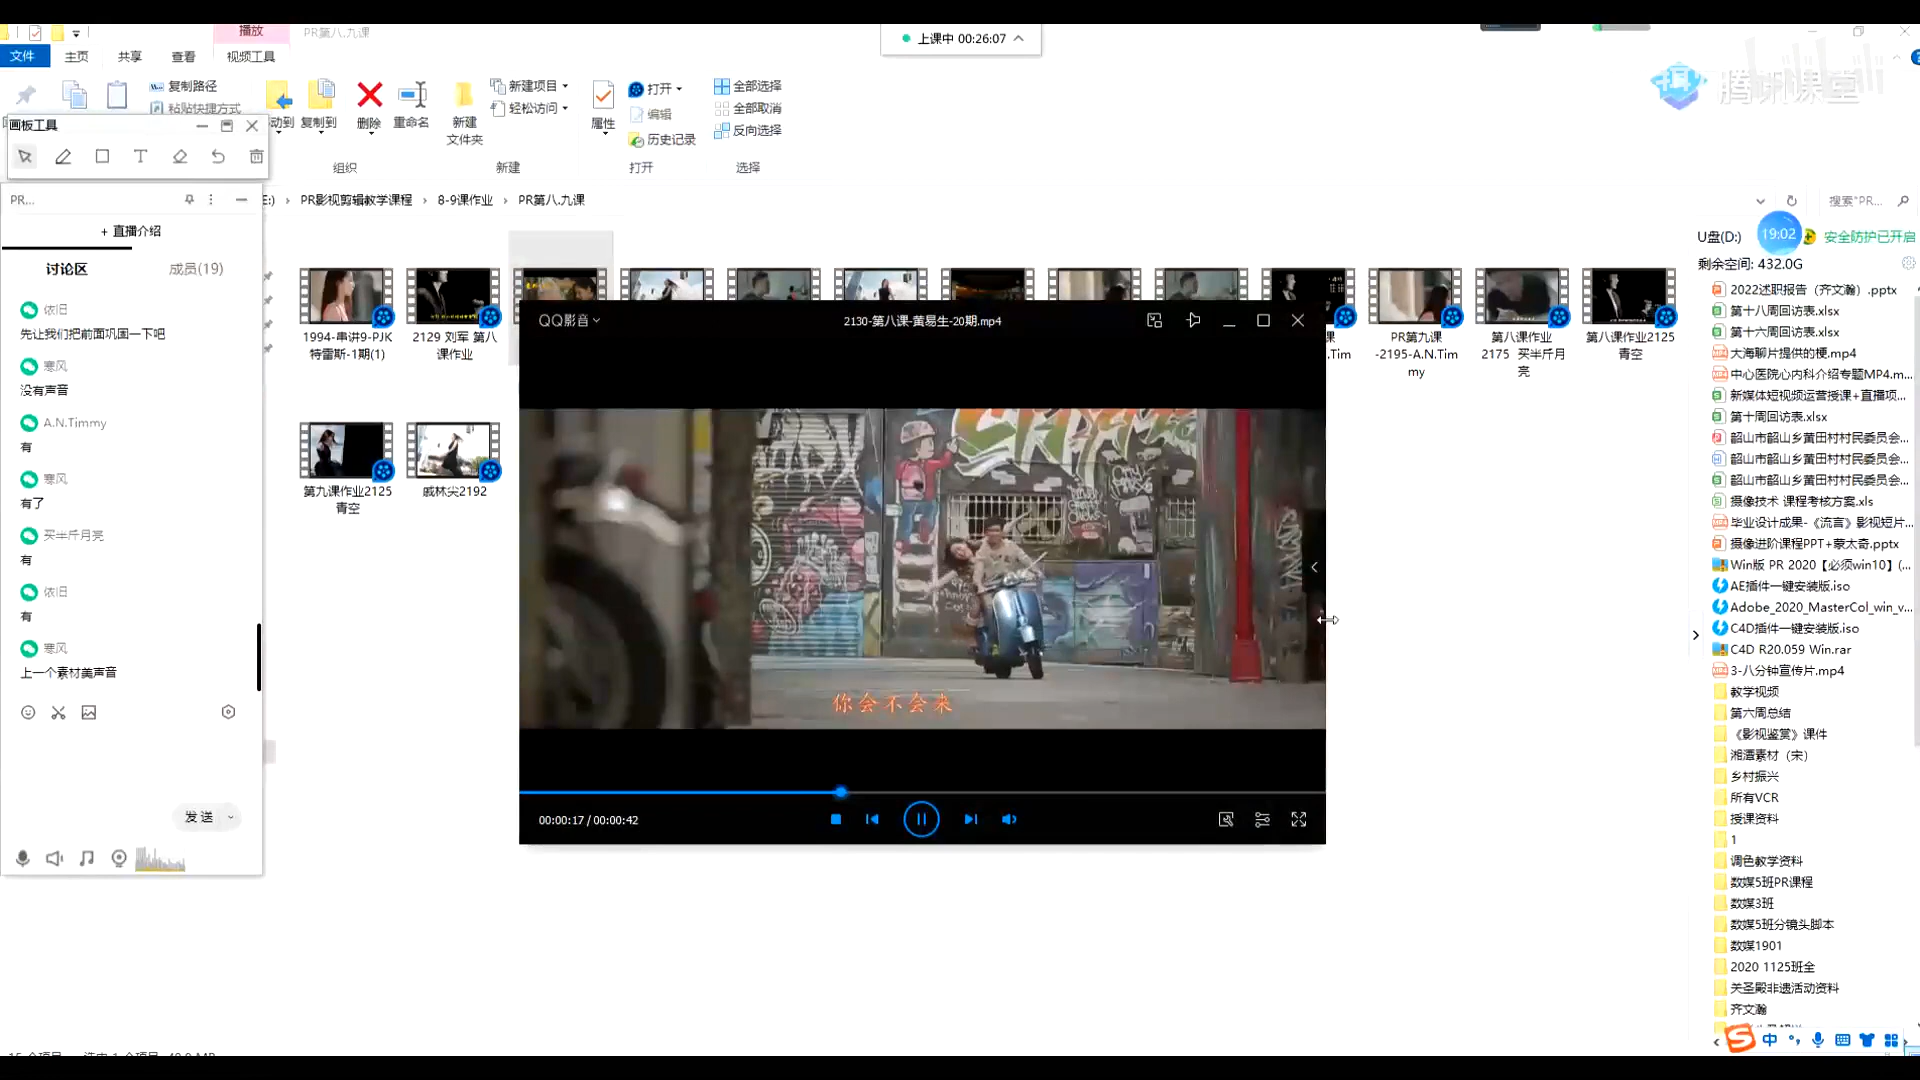 播放
PR第八.九课
上课中 00:26:07
文件
主页
共享
查看
视频工具
腾讯课堂
复制路径
粘贴快捷方式
复制到
删除
重命名
新建
文件夹
新建项目
轻松访问
属性
打开
编辑
历史记录
全部选择
全部取消
反向选择
组织
新建
打开
选择
画板工具
PR...
PR影视剪辑教学课程
8-9课作业
PR第八.九课
搜索"PR...
+ 直播介绍
讨论区
成员(19)
依旧
先让我们把前面巩固一下吧
寒风
没有声音
A.N.Timmy
有
寒风
有了
买半斤月亮
有
依旧
有
寒风
上一个素材美声音
发送
1994-串讲9-PJK
特雷斯-1期(1)
2129 刘军 第八
课作业
PR第九课
-2195-A.N.Tim
my
第八课作业
2175 买半斤月
亮
第八课作业2125
青空
第九课作业2125
青空
戚林尖2192
QQ影音
2130-第八课-黄易生-20期.mp4
你会不会来
00:00:17 / 00:00:42
U盘(D:)
19:02
安全防护已开启
剩余空间: 432.0G
2022述职报告（齐文瀚）.pptx
第十八周回访表.xlsx
第十六周回访表.xlsx
大海聊片提供的梗.mp4
中心医院心内科介绍专题MP4.m...
新媒体短视频运营授课+直播项...
第十周回访表.xlsx
韶山市韶山乡黄田村村民委员会...
韶山市韶山乡黄田村村民委员会...
韶山市韶山乡黄田村村民委员会...
摄像技术 课程考核方案.xls
毕业设计成果-《流言》影视短片...
摄像进阶课程PPT+蒙太奇.pptx
Win版 PR 2020【必须win10】(...
AE插件一键安装版.iso
Adobe_2020_MasterCol_win_v...
C4D插件一键安装版.iso
C4D R20.059 Win.rar
3-八分钟宣传片.mp4
教学视频
第六周总结
《影视鉴赏》课件
湘潭素材（宋）
乡村振兴
所有VCR
授课资料
1
调色教学资料
数媒5班PR课程
数媒3班
数媒5班分镜头脚本
数媒1901
2020 1125班全
关圣殿非遗活动资料
齐文瀚
中